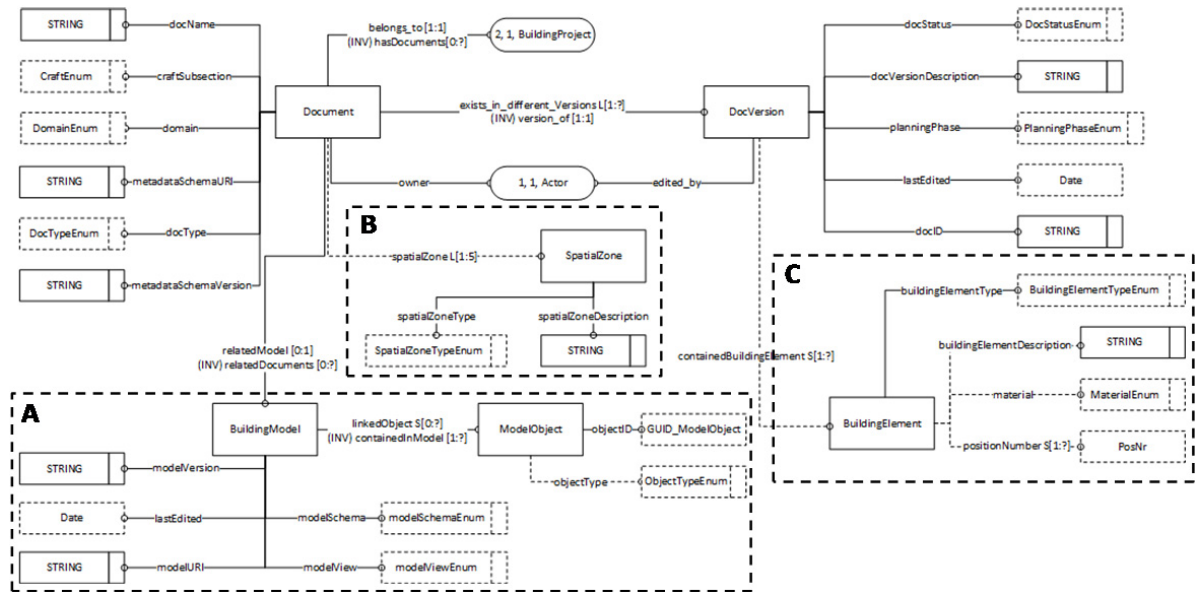 STRING
docName
belongs_to [1:1]
(INV) hasDocuments[0:?]
2, 1, BuildingProject
docStatus
DocStatusEnum
CraftEnum
craftSubsection
docVersionDescription
STRING
Document
exists_in_different_Versions L[1:?]
(INV) version_of [1:1]
DocVersion
DomainEnum
domain
planningPhase
PlanningPhaseEnum
STRING
metadataSchemaURI
owner
1, 1, Actor
edited_by
lastEdited
Date
DocTypeEnum
docType
docID
STRING
B
spatialZone L[1:5]
SpatialZone
STRING
metadataSchemaVersion
spatialZoneType
spatialZoneDescription
SpatialZoneTypeEnum
STRING
C
buildingElementType
BuildingElementTypeEnum
buildingElementDescription
STRING
relatedModel [0:1]
(INV) relatedDocuments [0:?]
containedBuildingElement S[1:?]
material
MaterialEnum
BuildingElement
positionNumber S[1:?]
PosNr
A
BuildingModel
linkedObject S[0:?]
(INV) containedInModel [1:?]
ModelObject
objectID
GUID_ModelObject
STRING
modelVersion
objectType
ObjectTypeEnum
Date
lastEdited
modelSchema
modelSchemaEnum
STRING
modelURI
modelView
modelViewEnum